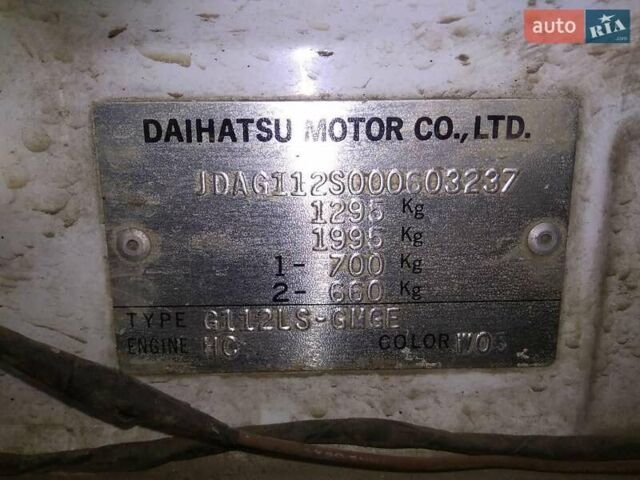 auto RIA.com
DAIHATSU MOTOR CO.,LTD.
JDAG112S000603237
1295 Kg
1995 Kg
1- 700 Kg
2- 660 Kg
TYPE G112LS-GMGE
ENGINE HC COLOR W05